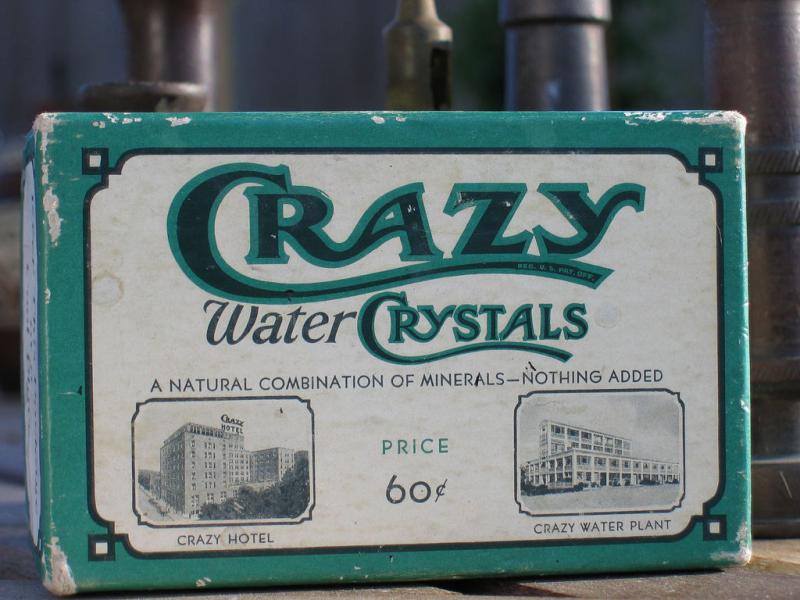 CRAZY
REG. U. S. PAT. OFF.
Water CRYSTALS
A NATURAL COMBINATION OF MINERALS—NOTHING ADDED
CRAZY
HOTEL
PRICE
60¢
CRAZY HOTEL
CRAZY WATER PLANT